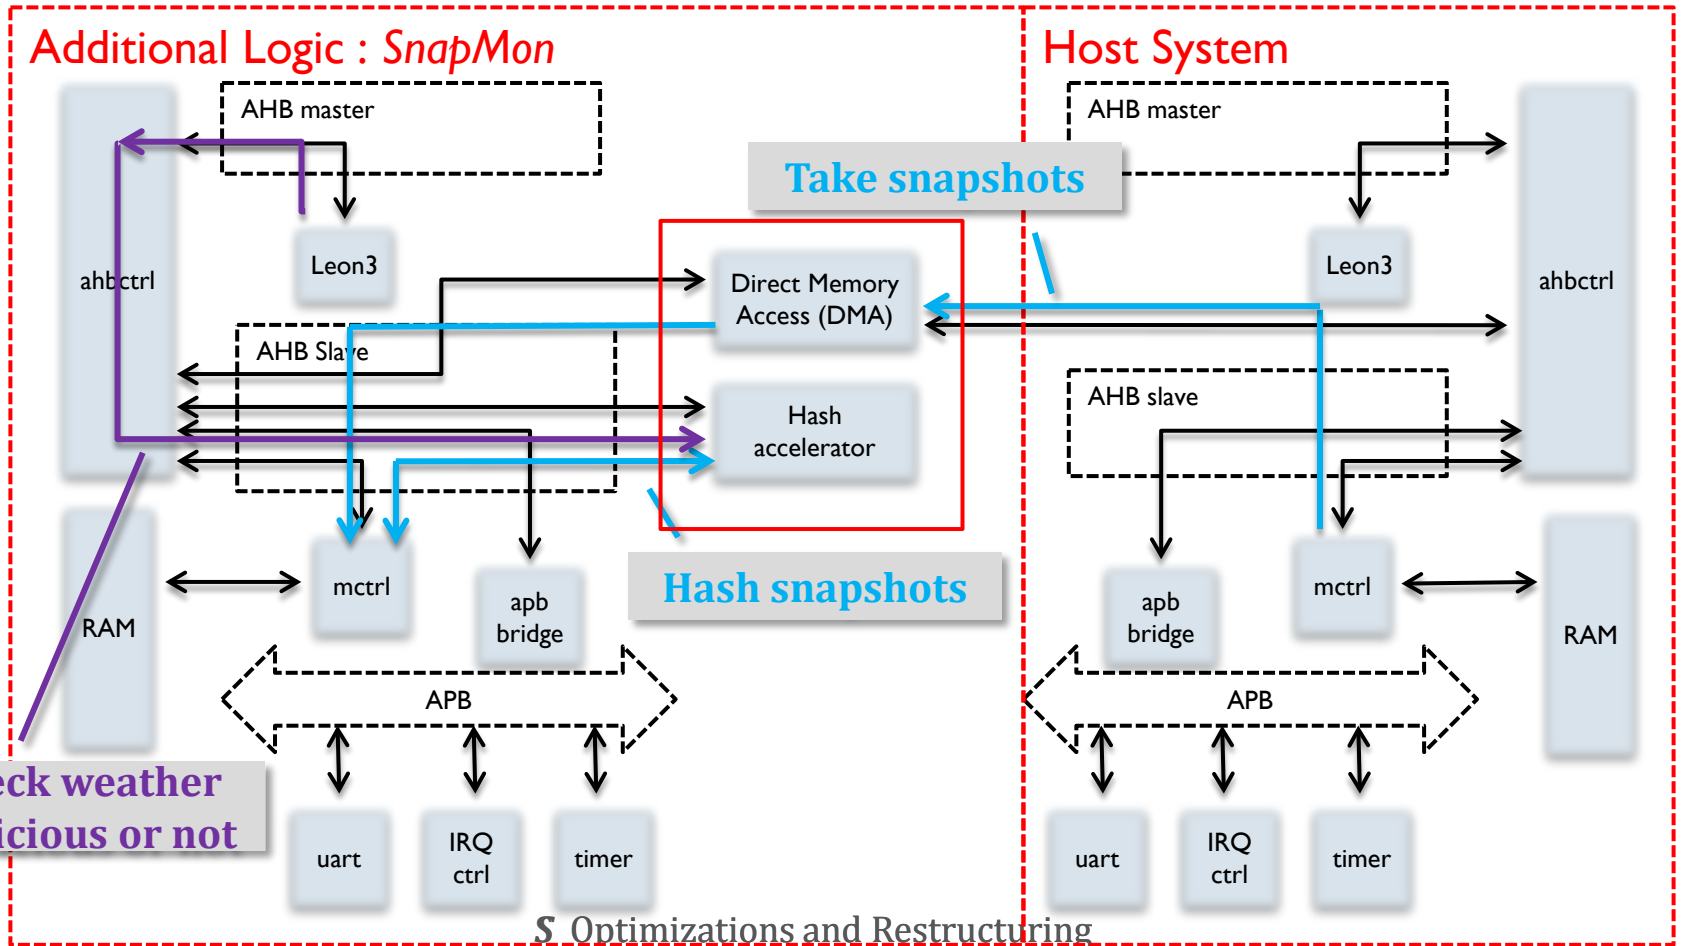 Additional Logic : SnapMon
Host System
AHB master
AHB master
Take snapshots
Leon3
Leon3
ahbctrl
ahbctrl
Direct Memory
Access (DMA)
AHB Slave
AHB slave
Hash
accelerator
Hash snapshots
mctrl
mctrl
apb
bridge
apb
bridge
RAM
RAM
APB
APB
eck weather
icious or not
uart
IRQ
ctrl
timer
uart
IRQ
ctrl
timer
S Optimizations and Restructuring